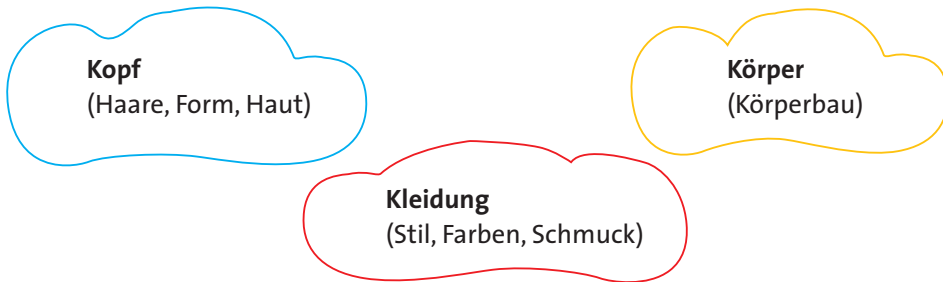 Kopf
(Haare, Form, Haut)
Körper
(Körperbau)
Kleidung
(Stil, Farben, Schmuck)